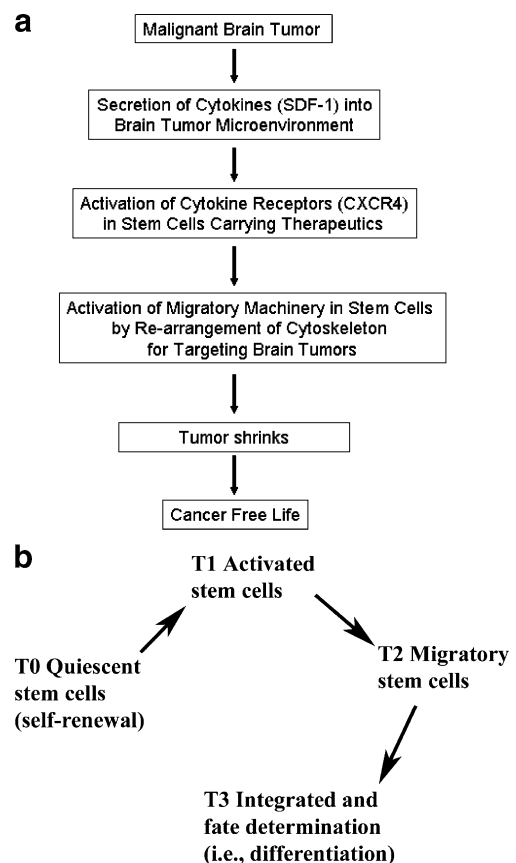 a
Malignant Brain Tumor
Secretion of Cytokines (SDF-1) into
Brain Tumor Microenvironment
Activation of Cytokine Receptors (CXCR4)
in Stem Cells Carrying Therapeutics
Activation of Migratory Machinery in Stem Cells
by Re-arrangement of Cytoskeleton
for Targeting Brain Tumors
Tumor shrinks
Cancer Free Life
b
T1 Activated
stem cells
T0 Quiescent
stem cells
(self-renewal)
T2 Migratory
stem cells
T3 Integrated and
fate determination
(i.e., differentiation)